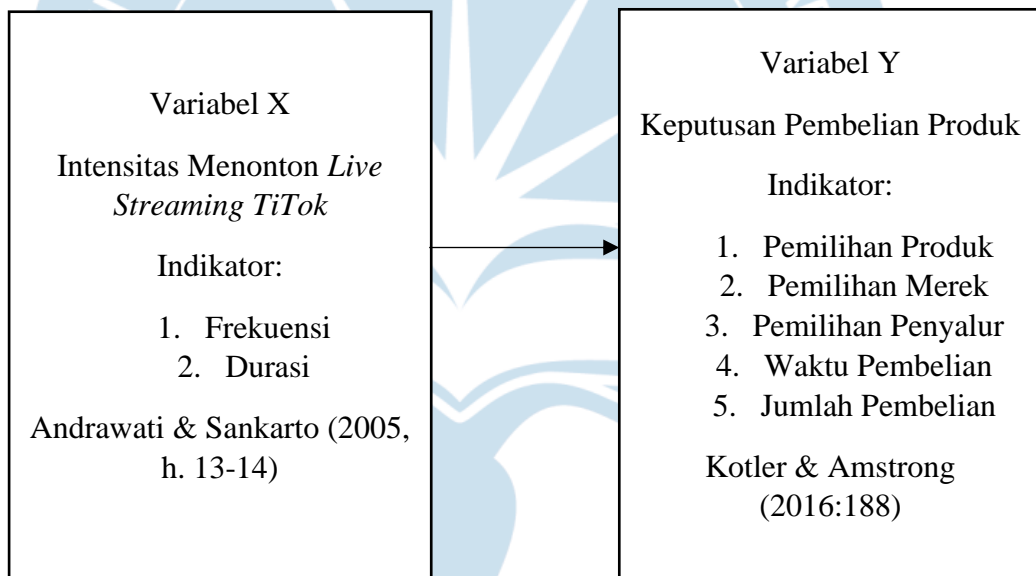 Variabel X
Intensitas Menonton Live
Streaming TiTok
Indikator:
1. Frekuensi
2. Durasi
Andrawati & Sankarto (2005,
h. 13-14)
Variabel Y
Keputusan Pembelian Produk
Indikator:
1. Pemilihan Produk
2. Pemilihan Merek
3. Pemilihan Penyalur
4. Waktu Pembelian
5. Jumlah Pembelian
Kotler & Amstrong
(2016:188)